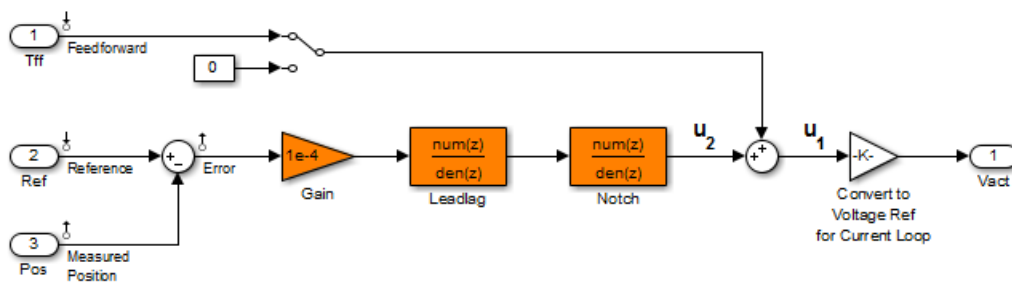 1
Tff
Feedforward
0
2
Ref
Reference
+
−
Error
1e-4
Gain
num(z)
den(z)
Leadlag
num(z)
den(z)
Notch
u2
+
+
u1
-K-
Convert to
Voltage Ref
for Current Loop
1
Vact
3
Pos
Measured
Position